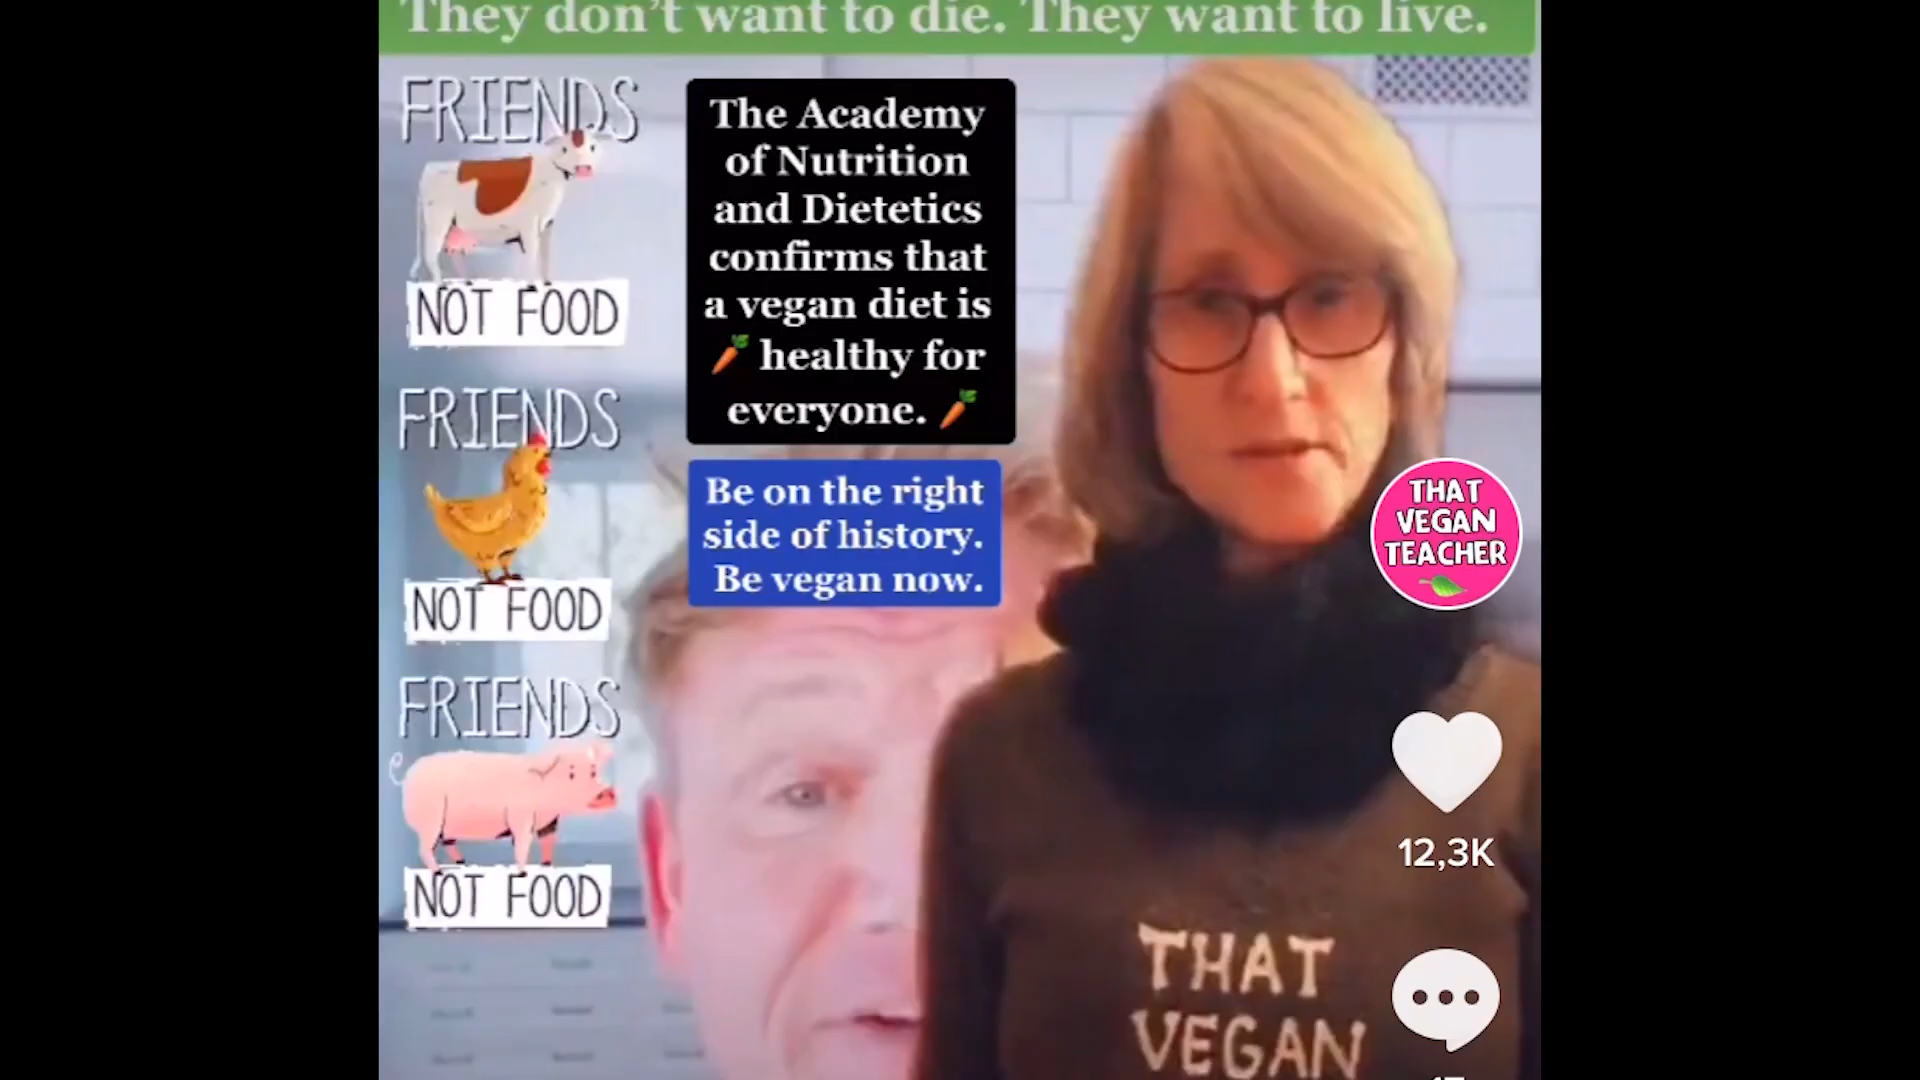 They don't want to die. They want to live.
FRIENDS
NOT FOOD
FRIENDS
NOT FOOD
FRIENDS
NOT FOOD
The Academy
of Nutrition
and Dietetics
confirms that
a vegan diet is
🥕 healthy for
everyone. 🥕
Be on the right
side of history.
Be vegan now.
THAT
VEGAN
TEACHER
12,3K
THAT
VEGAN